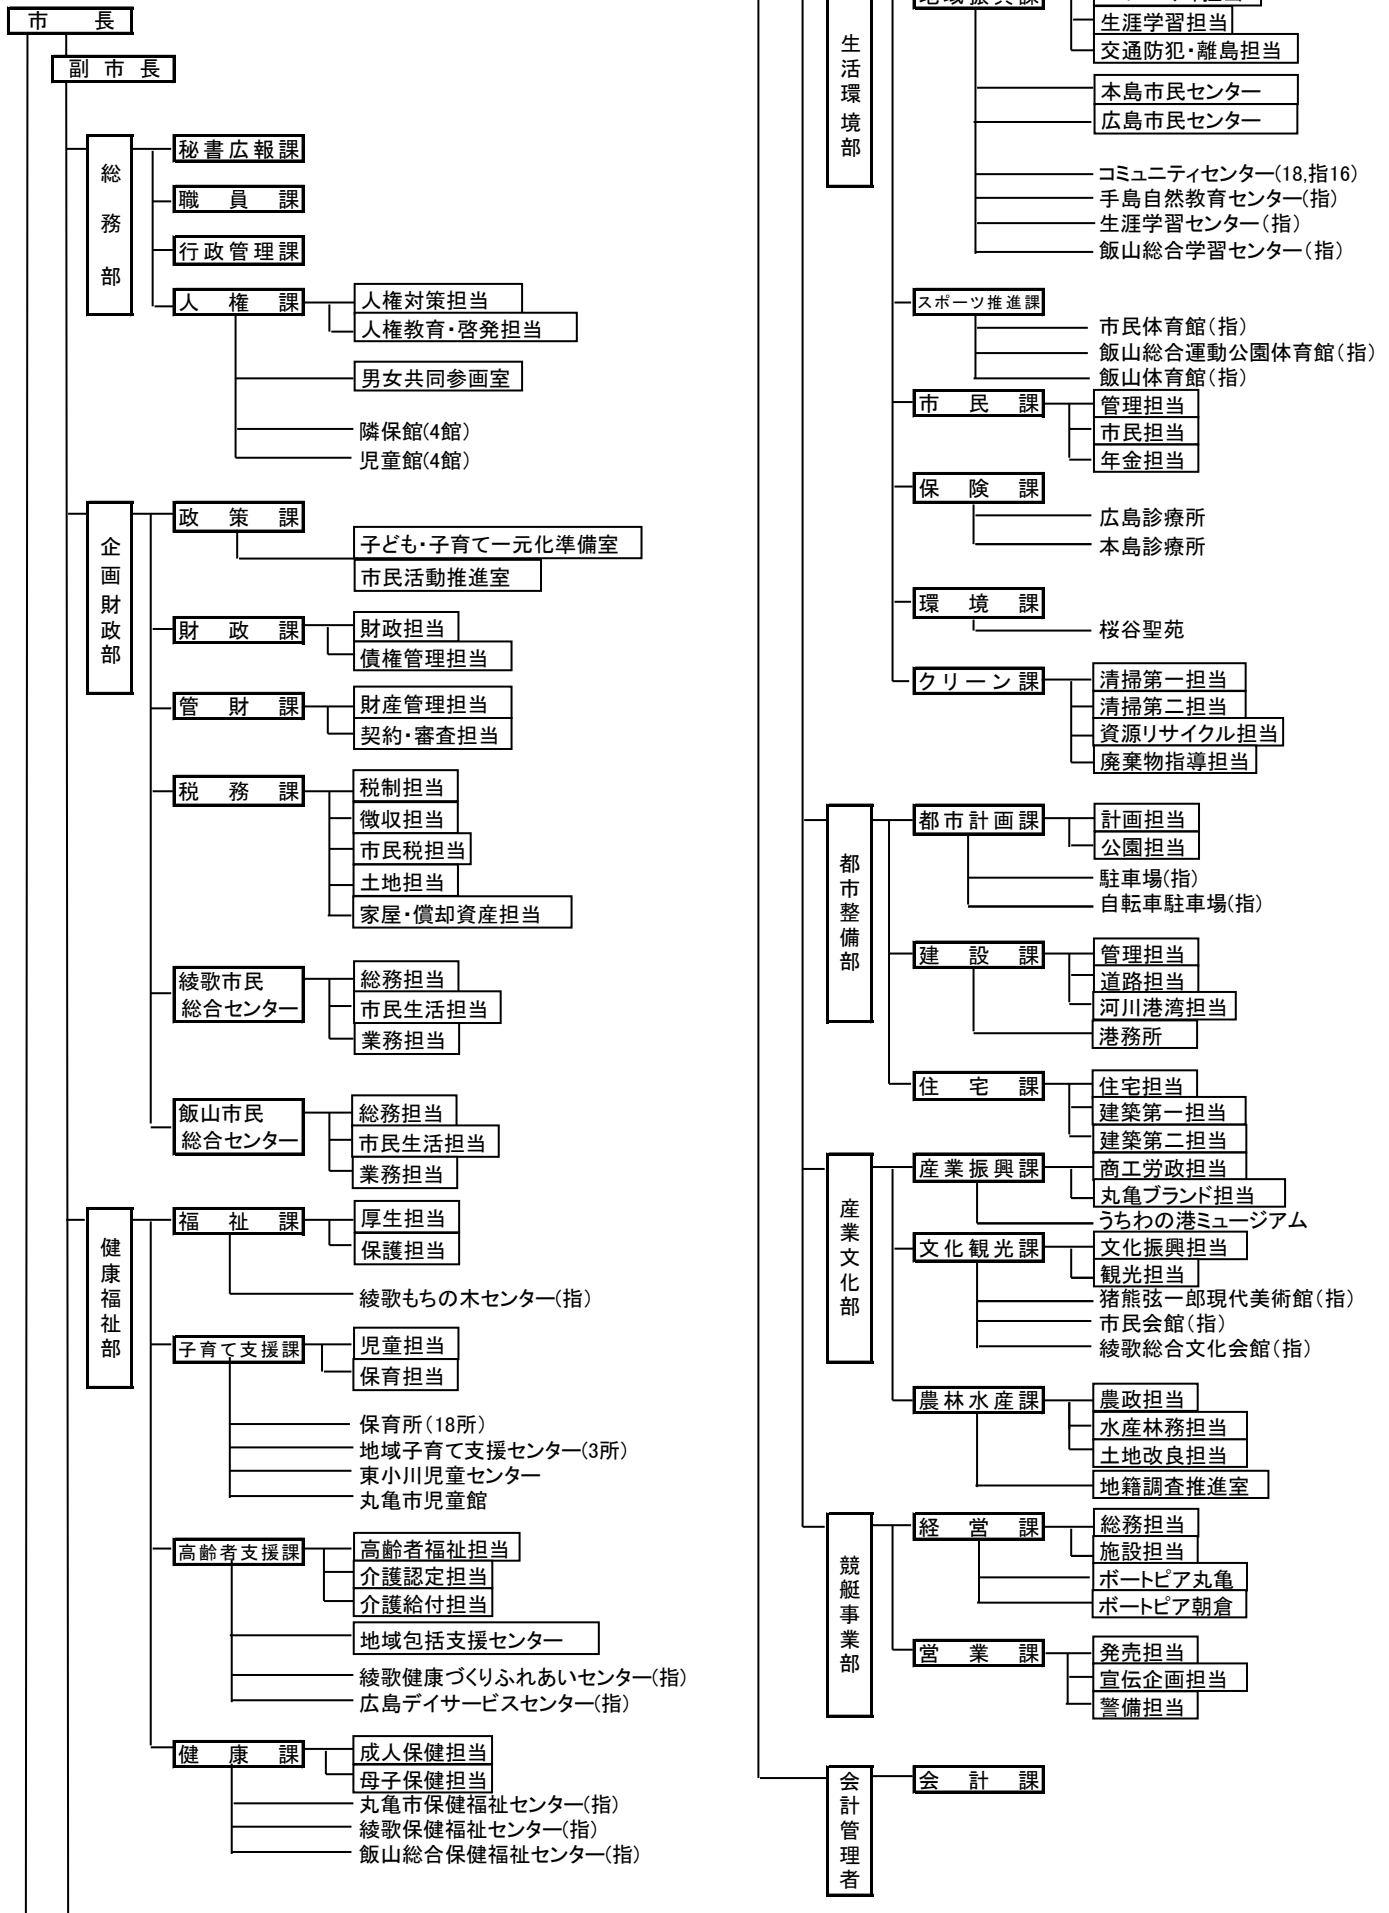 市長
副市長
総務部
秘書広報課
職員課
行政管理課
人権課
人権対策担当
人権教育・啓発担当
男女共同参画室
隣保館(4館)
児童館(4館)
企画財政部
政策課
子ども・子育て一元化準備室
市民活動推進室
財政課
財政担当
債権管理担当
管財課
財産管理担当
契約・審査担当
税務課
税制担当
徴収担当
市民税担当
土地担当
家屋・償却資産担当
綾歌市民
総合センター
総務担当
市民生活担当
業務担当
飯山市民
総合センター
総務担当
市民生活担当
業務担当
健康福祉部
福祉課
厚生担当
保護担当
綾歌もちの木センター(指)
子育て支援課
児童担当
保育担当
保育所(18所)
地域子育て支援センター(3所)
東小川児童センター
丸亀市児童館
高齢者支援課
高齢者福祉担当
介護認定担当
介護給付担当
地域包括支援センター
綾歌健康づくりふれあいセンター(指)
広島デイサービスセンター(指)
健康課
成人保健担当
母子保健担当
丸亀市保健福祉センター(指)
綾歌保健福祉センター(指)
飯山総合保健福祉センター(指)
生活環境部
生涯学習担当
交通防犯・離島担当
本島市民センター
広島市民センター
コミュニティセンター(18,指16)
手島自然教育センター(指)
生涯学習センター(指)
飯山総合学習センター(指)
スポーツ推進課
市民体育館(指)
飯山総合運動公園体育館(指)
飯山体育館(指)
市民課
管理担当
市民担当
年金担当
保険課
広島診療所
本島診療所
環境課
桜谷聖苑
クリーン課
清掃第一担当
清掃第二担当
資源リサイクル担当
廃棄物指導担当
都市整備部
都市計画課
計画担当
公園担当
駐車場(指)
自転車駐車場(指)
建設課
管理担当
道路担当
河川港湾担当
港務所
住宅課
住宅担当
建築第一担当
建築第二担当
産業文化部
産業振興課
商工労政担当
丸亀ブランド担当
うちわの港ミュージアム
文化観光課
文化振興担当
観光担当
猪熊弦一郎現代美術館(指)
市民会館(指)
綾歌総合文化会館(指)
農林水産課
農政担当
水産林務担当
土地改良担当
地籍調査推進室
競艇事業部
経営課
総務担当
施設担当
ボートピア丸亀
ボートピア朝倉
営業課
発売担当
宣伝企画担当
警備担当
会計管理者
会計課